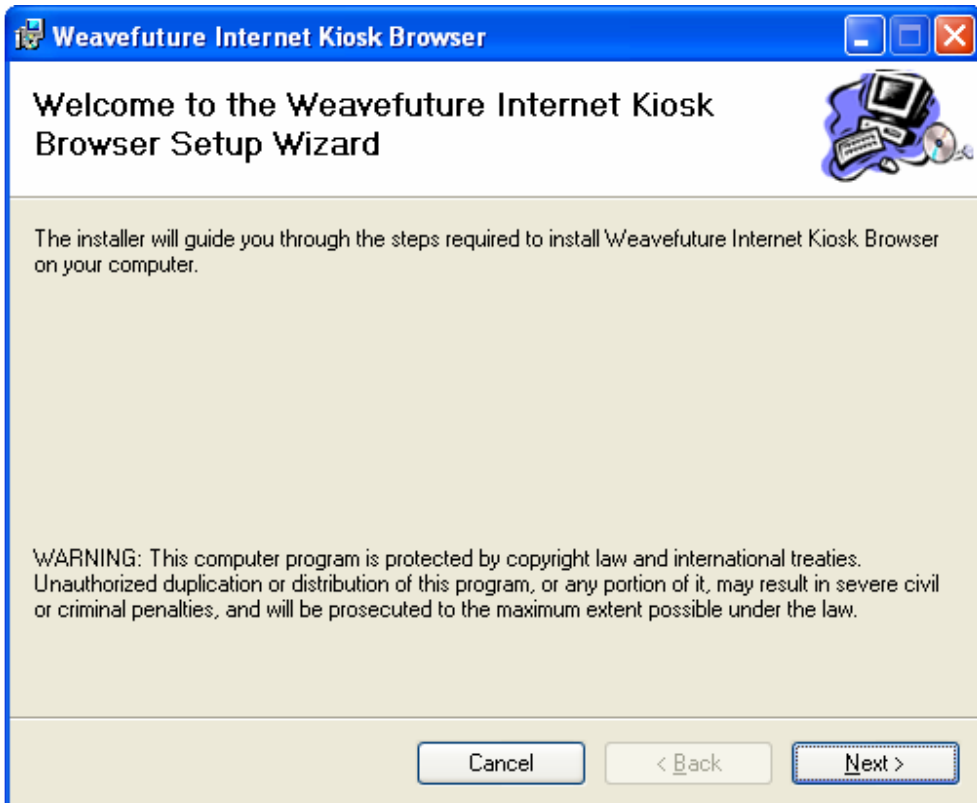 Weavefuture Internet Kiosk Browser
Welcome to the Weavefuture Internet Kiosk
Browser Setup Wizard
The installer will guide you through the steps required to install Weavefuture Internet Kiosk Browser
on your computer.
WARNING: This computer program is protected by copyright law and international treaties.
Unauthorized duplication or distribution of this program, or any portion of it, may result in severe civil
or criminal penalties, and will be prosecuted to the maximum extent possible under the law.
Cancel < Back Next >